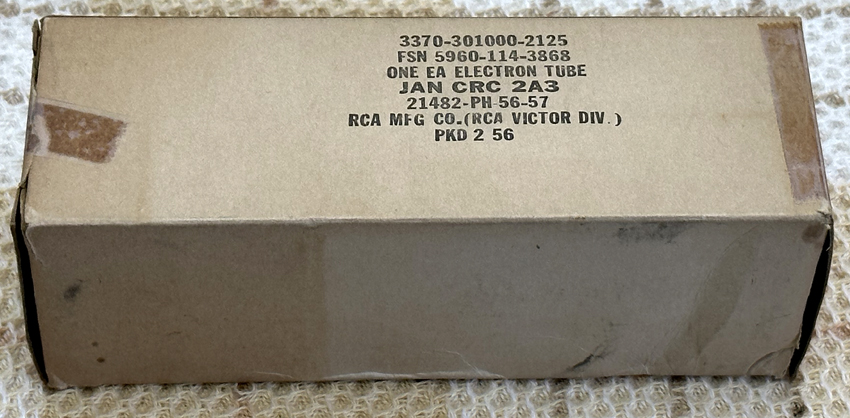 3370-301000-2125
FSN 5960-114-3868
ONE EA ELECTRON TUBE
JAN CRC 2A3
21482-PH-56-57
RCA MFG CO.(RCA VICTOR DIV.)
PKD 2 56